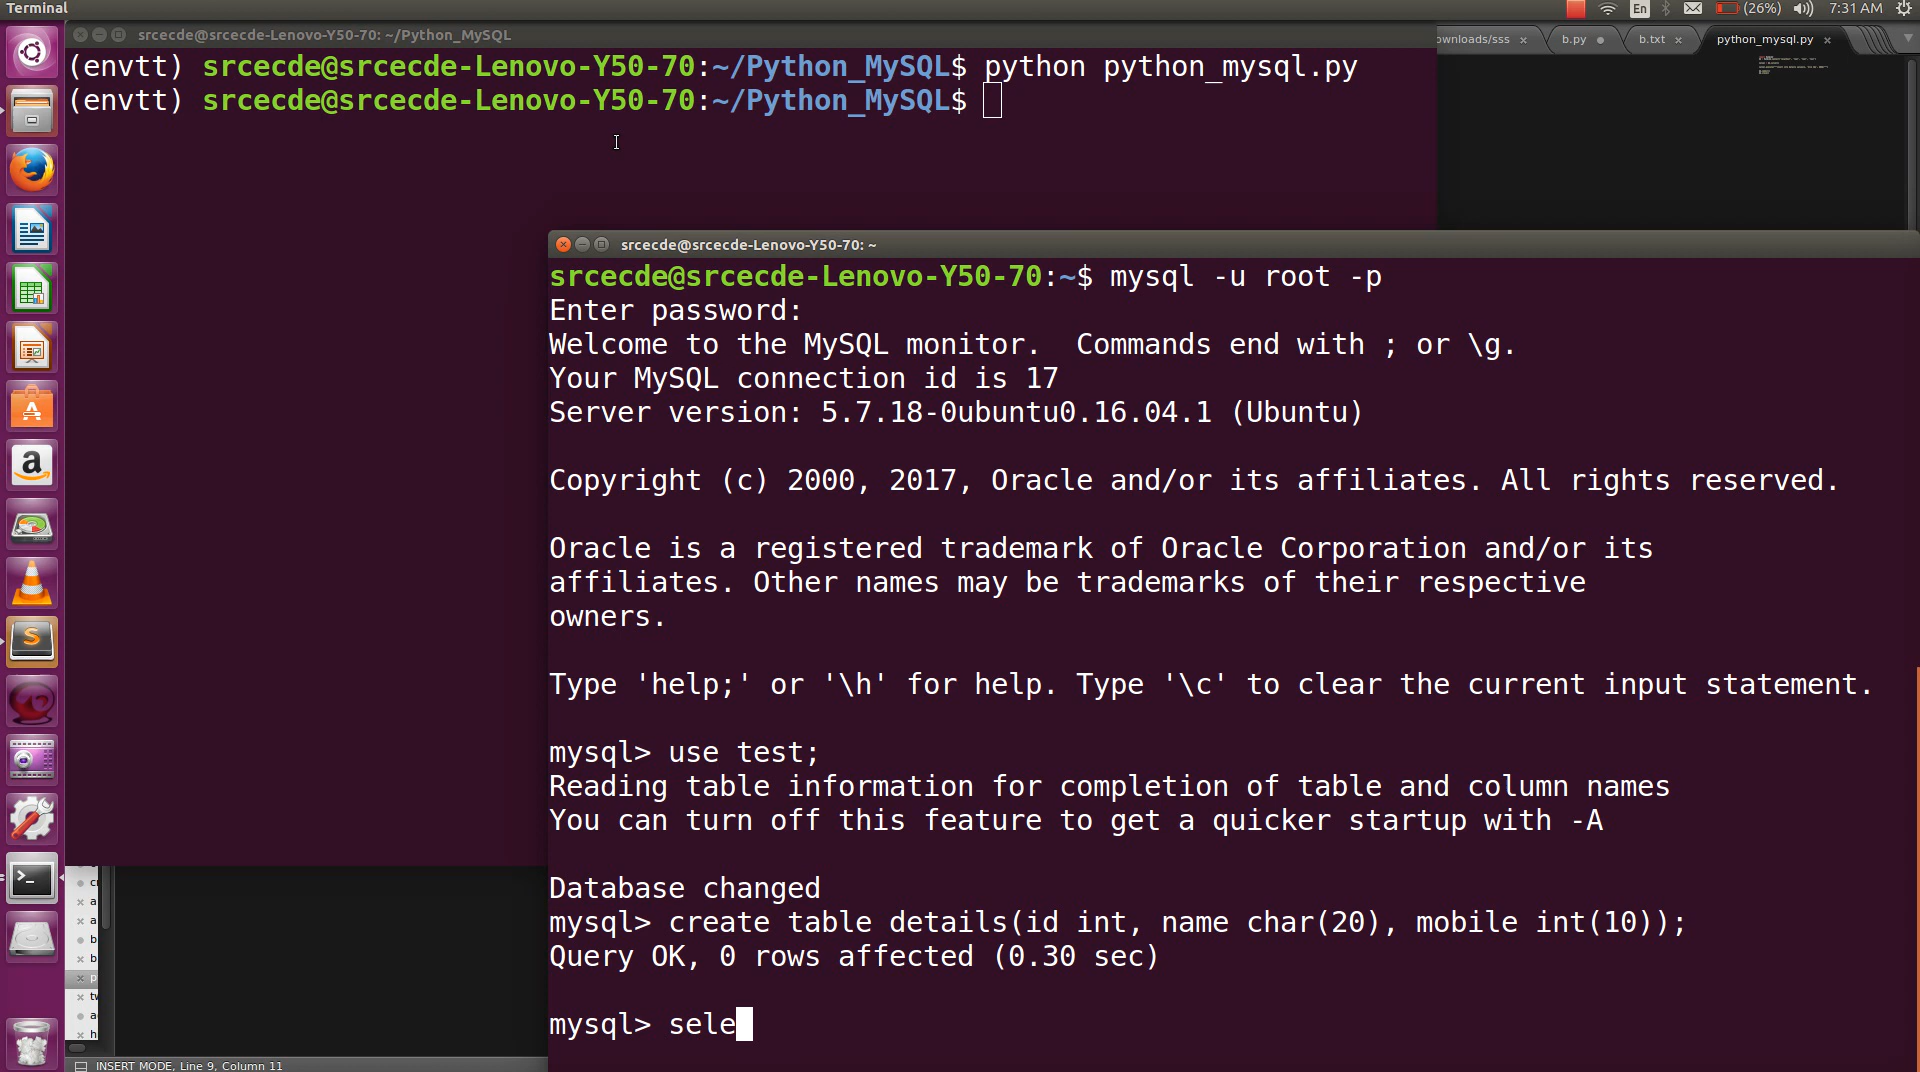 Terminal
En
(26%)
7:31 AM
srcecde@srcecde-Lenovo-Y50-70: ~/Python_MySQL
ownloads/sss
b.py
b.txt
python_mysql.py
(envtt) srcecde@srcecde-Lenovo-Y50-70:~/Python_MySQL$ python python_mysql.py
(envtt) srcecde@srcecde-Lenovo-Y50-70:~/Python_MySQL$
srcecde@srcecde-Lenovo-Y50-70: ~
srcecde@srcecde-Lenovo-Y50-70:~$ mysql -u root -p
Enter password:
Welcome to the MySQL monitor.  Commands end with ; or \g.
Your MySQL connection id is 17
Server version: 5.7.18-0ubuntu0.16.04.1 (Ubuntu)
Copyright (c) 2000, 2017, Oracle and/or its affiliates. All rights reserved.
Oracle is a registered trademark of Oracle Corporation and/or its
affiliates. Other names may be trademarks of their respective
owners.
Type 'help;' or '\h' for help. Type '\c' to clear the current input statement.
mysql> use test;
Reading table information for completion of table and column names
You can turn off this feature to get a quicker startup with -A
Database changed
mysql> create table details(id int, name char(20), mobile int(10));
Query OK, 0 rows affected (0.30 sec)
mysql> sele
a
a
b
b
p
a
h
INSERT MODE, Line 9, Column 11